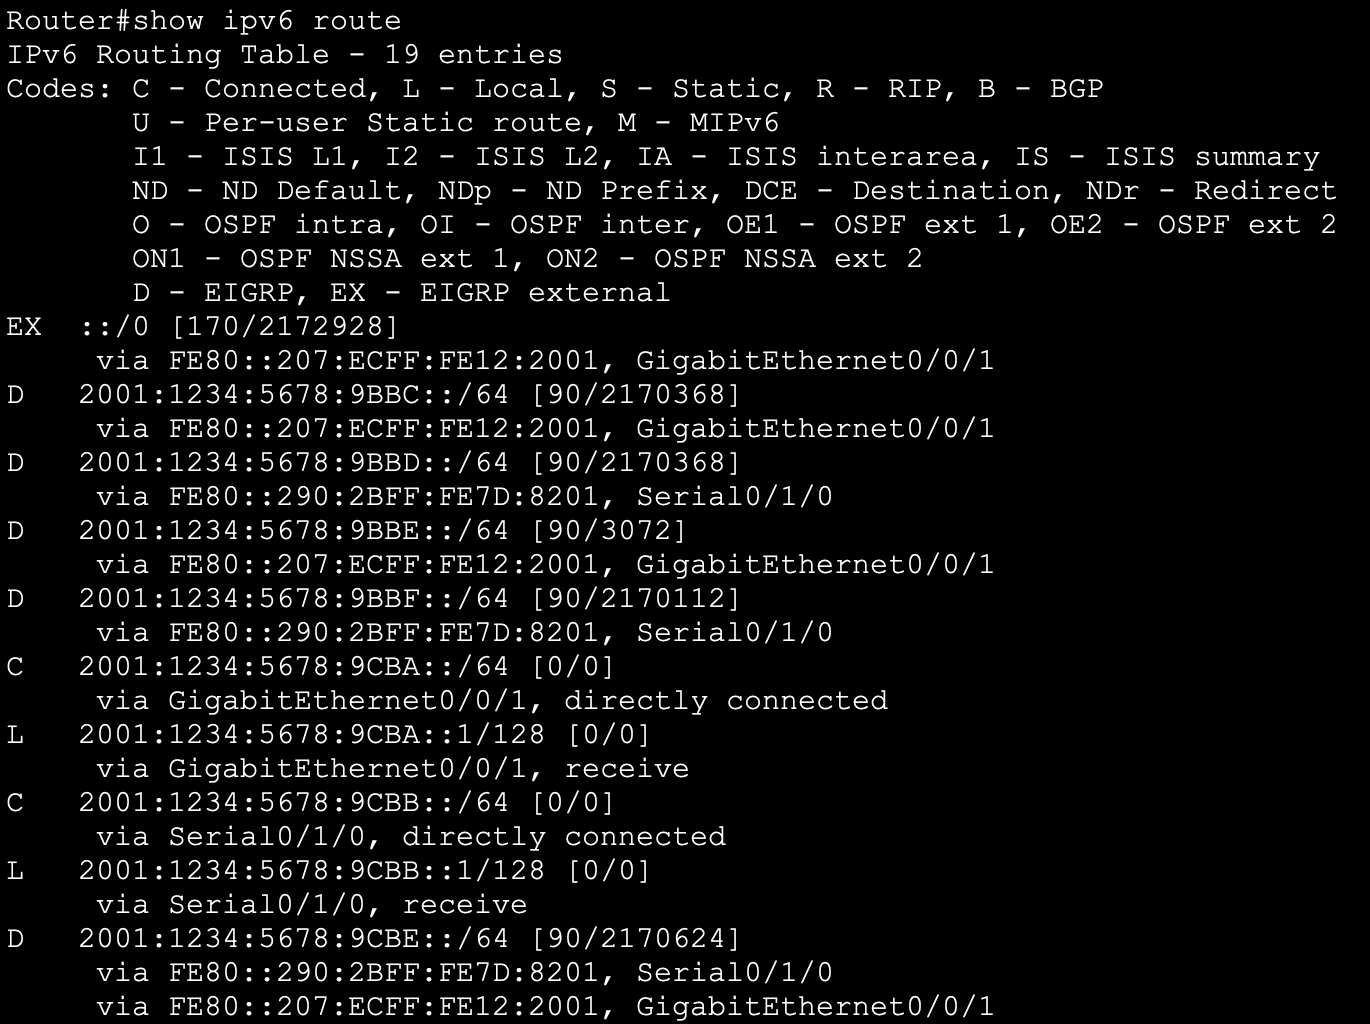 Router#show ipv6 route
IPv6 Routing Table - 19 entries
Codes: C - Connected, L - Local, S - Static, R - RIP, B - BGP
       U - Per-user Static route, M - MIPv6
       I1 - ISIS L1, I2 - ISIS L2, IA - ISIS interarea, IS - ISIS summary
       ND - ND Default, NDp - ND Prefix, DCE - Destination, NDr - Redirect
       O - OSPF intra, OI - OSPF inter, OE1 - OSPF ext 1, OE2 - OSPF ext 2
       ON1 - OSPF NSSA ext 1, ON2 - OSPF NSSA ext 2
       D - EIGRP, EX - EIGRP external
EX  ::/0 [170/2172928]
     via FE80::207:ECFF:FE12:2001, GigabitEthernet0/0/1
D   2001:1234:5678:9BBC::/64 [90/2170368]
     via FE80::207:ECFF:FE12:2001, GigabitEthernet0/0/1
D   2001:1234:5678:9BBD::/64 [90/2170368]
     via FE80::290:2BFF:FE7D:8201, Serial0/1/0
D   2001:1234:5678:9BBE::/64 [90/3072]
     via FE80::207:ECFF:FE12:2001, GigabitEthernet0/0/1
D   2001:1234:5678:9BBF::/64 [90/2170112]
     via FE80::290:2BFF:FE7D:8201, Serial0/1/0
C   2001:1234:5678:9CBA::/64 [0/0]
     via GigabitEthernet0/0/1, directly connected
L   2001:1234:5678:9CBA::1/128 [0/0]
     via GigabitEthernet0/0/1, receive
C   2001:1234:5678:9CBB::/64 [0/0]
     via Serial0/1/0, directly connected
L   2001:1234:5678:9CBB::1/128 [0/0]
     via Serial0/1/0, receive
D   2001:1234:5678:9CBE::/64 [90/2170624]
     via FE80::290:2BFF:FE7D:8201, Serial0/1/0
     via FE80::207:ECFF:FE12:2001, GigabitEthernet0/0/1